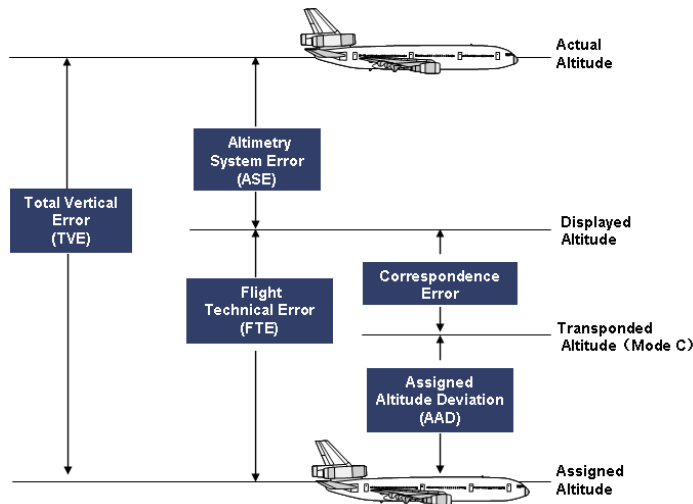 Actual
Altitude
Altimetry
System Error
(ASE)
Total Vertical
Error
(TVE)
Displayed
Altitude
Flight
Technical Error
(FTE)
Correspondence
Error
Transponded
Altitude（Mode C）
Assigned
Altitude Deviation
(AAD)
Assigned
Altitude